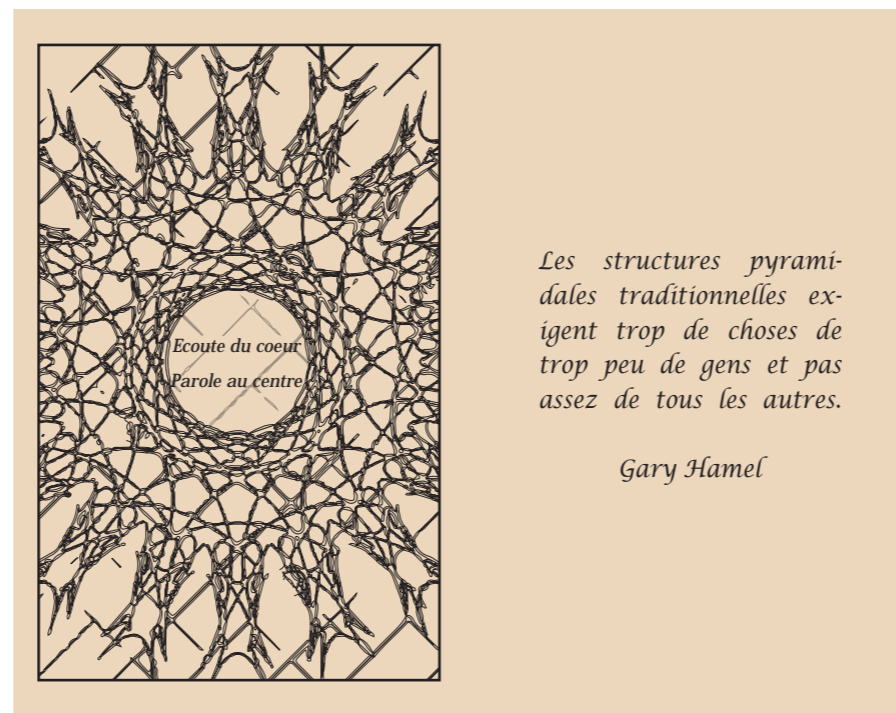 Ecoute du coeur
Parole au centre
Les structures pyrami-
dales traditionnelles ex-
igent trop de choses de
trop peu de gens et pas
assez de tous les autres.
Gary Hamel